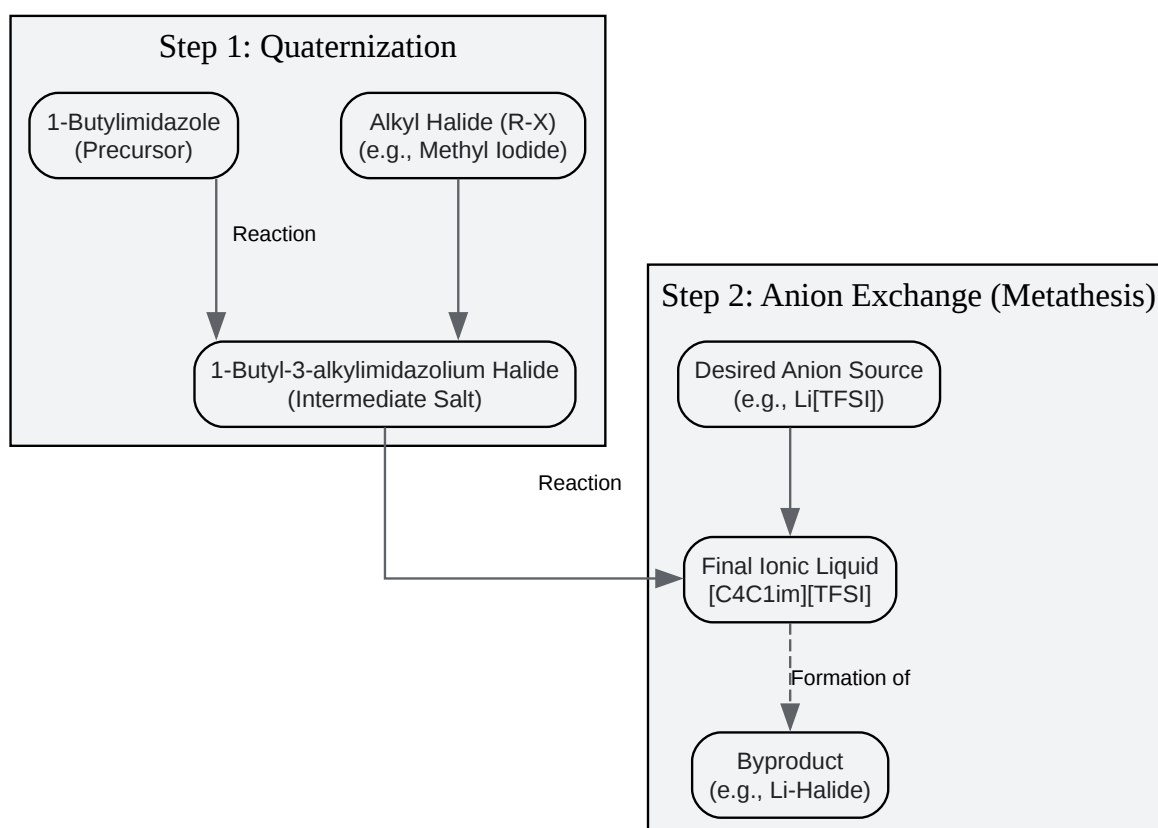 Step 1: Quaternization
1-Butylimidazole
(Precursor)
Alkyl Halide (R-X)
(e.g., Methyl Iodide)
Reaction
1-Butyl-3-alkylimidazolium Halide
(Intermediate Salt)
Step 2: Anion Exchange (Metathesis)
Desired Anion Source
(e.g., Li[TFSI])
Reaction
Final Ionic Liquid
[C4C1im][TFSI]
Formation of
Byproduct
(e.g., Li-Halide)